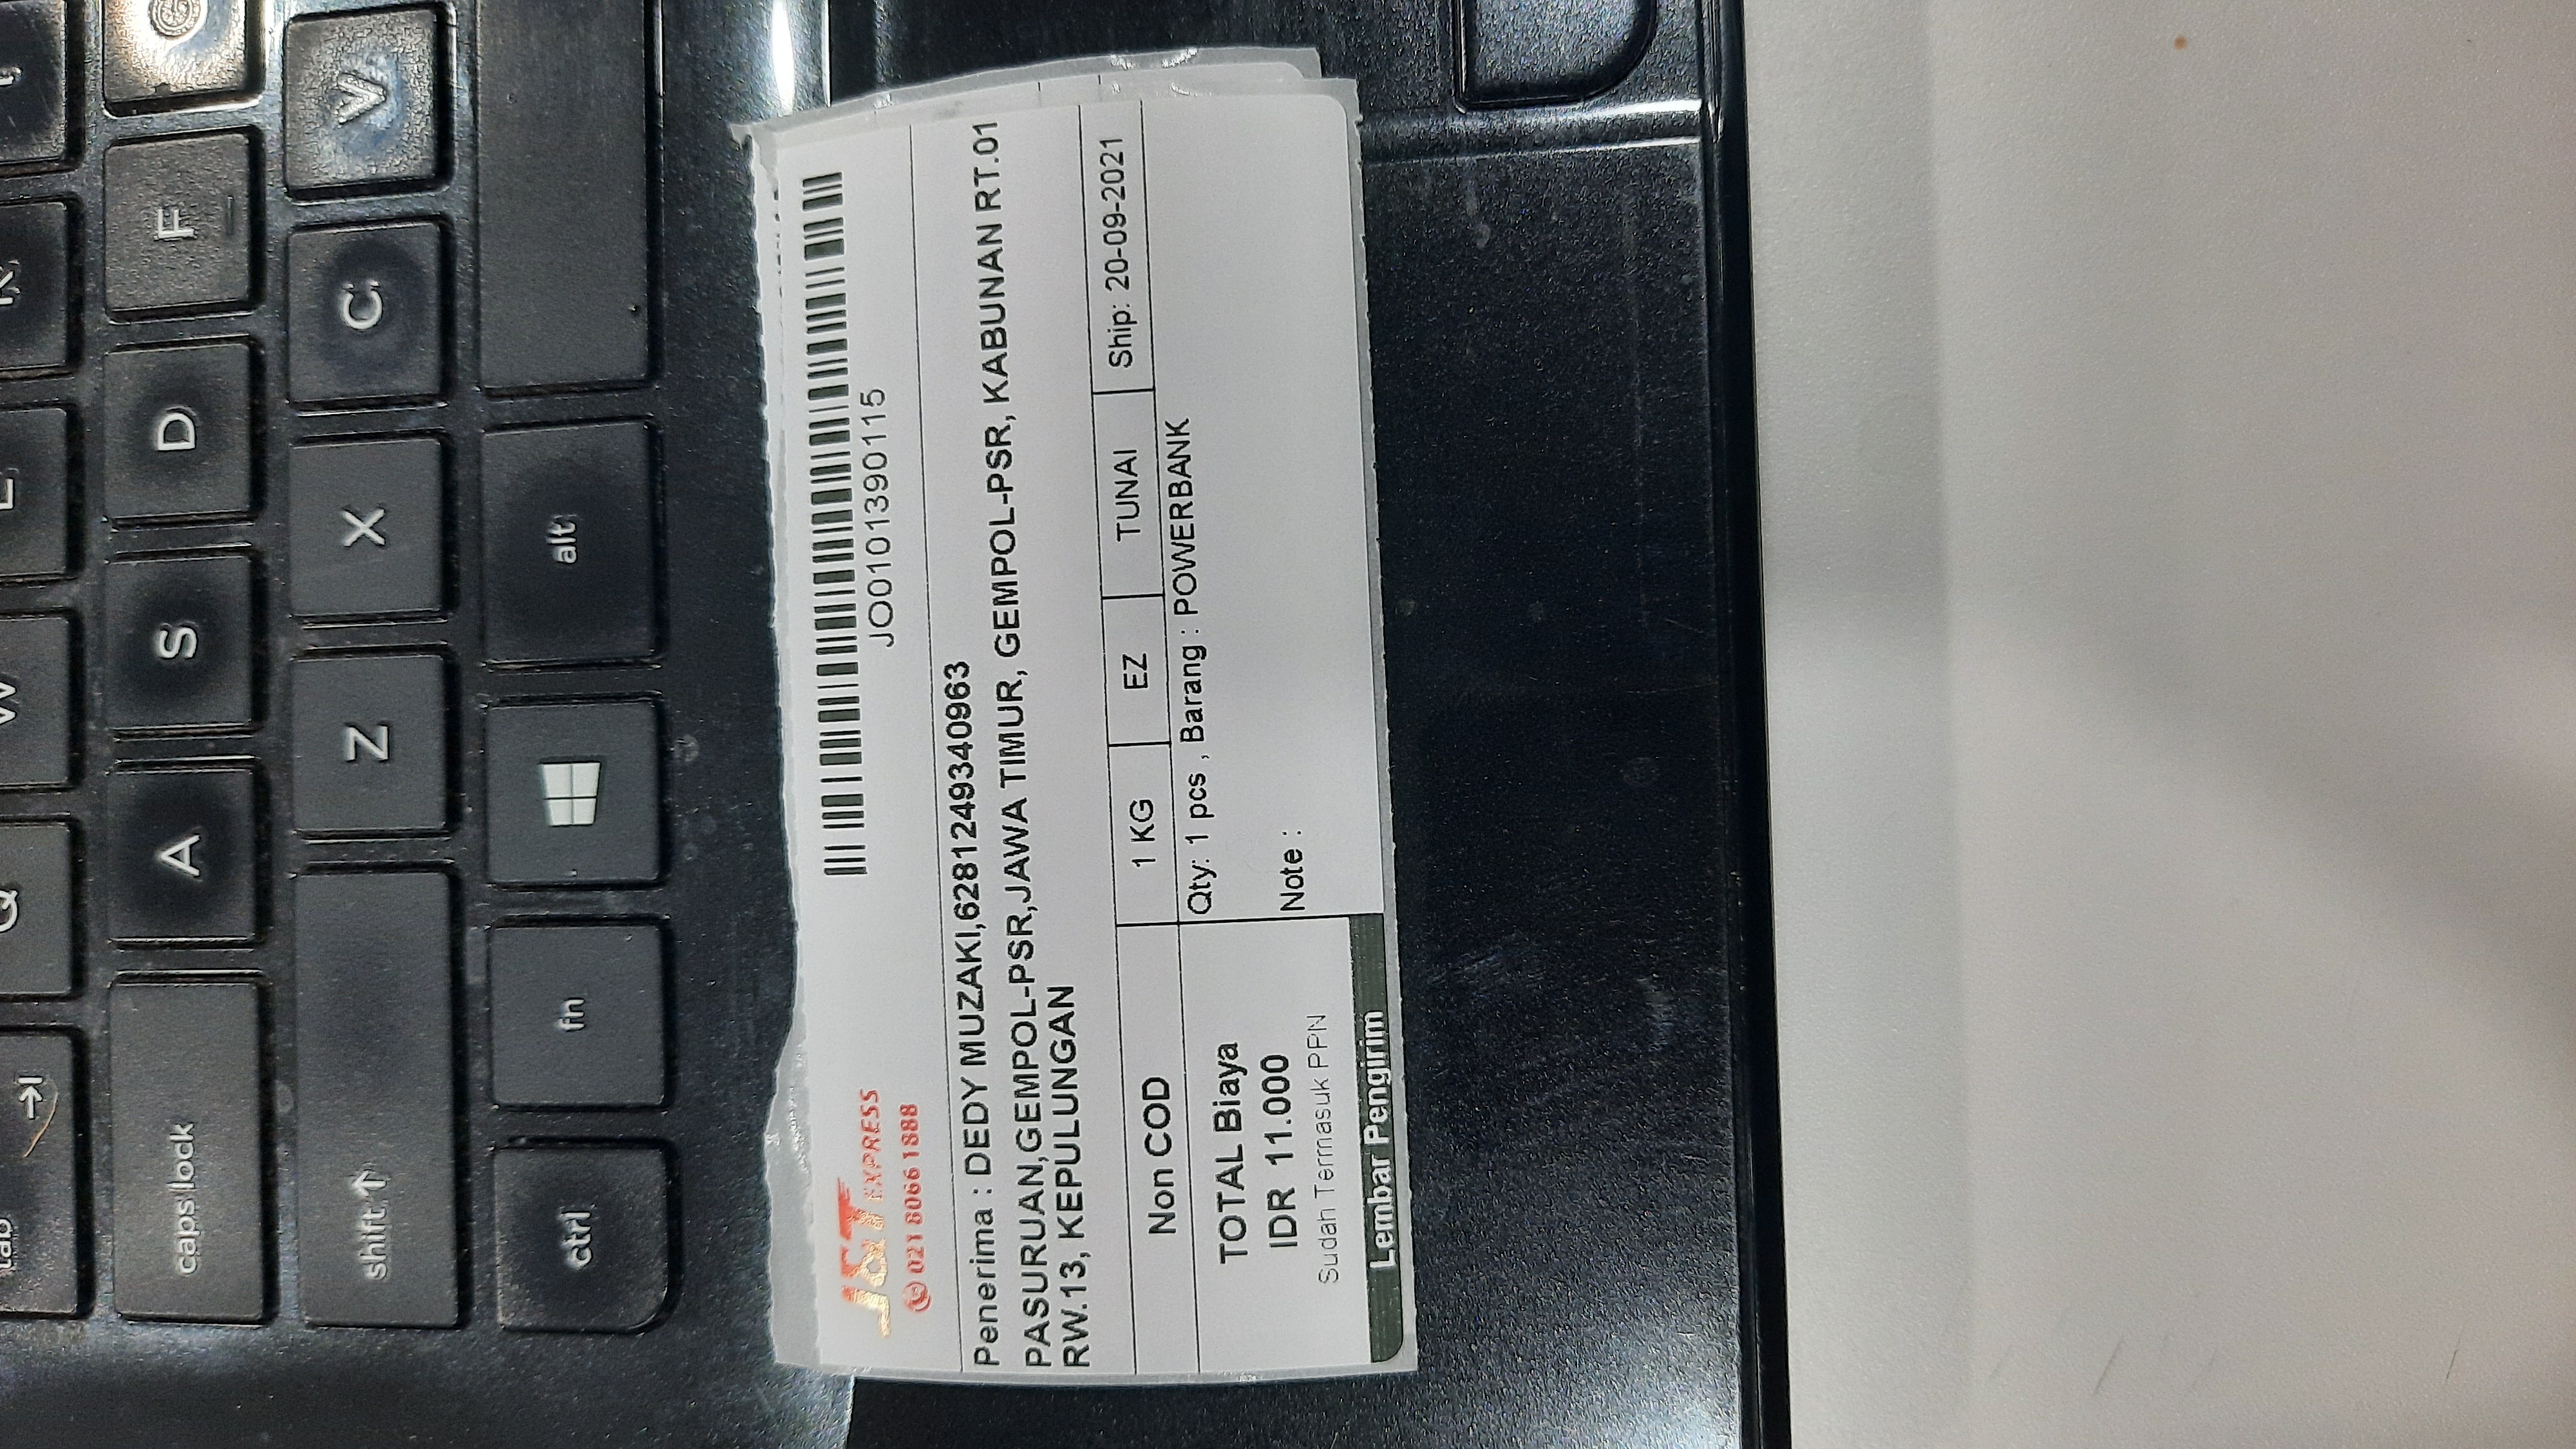 tab
Q W E R T
caps lock A S D F G
shift Z X C V
ctrl fn alt
J&T EXPRESS
021 8066 1888
JO0101390115
Penerima : DEDY MUZAKI,6281249340963
PASURUAN,GEMPOL-PSR,JAWA TIMUR, GEMPOL-PSR, KABUNAN RT.01
RW.13, KEPULUNGAN
Non COD 1 KG EZ TUNAI Ship: 20-09-2021
Qty: 1 pcs , Barang : POWERBANK
TOTAL Biaya
IDR 11.000
Note :
Sudah Termasuk PPN
Lembar Pengirim